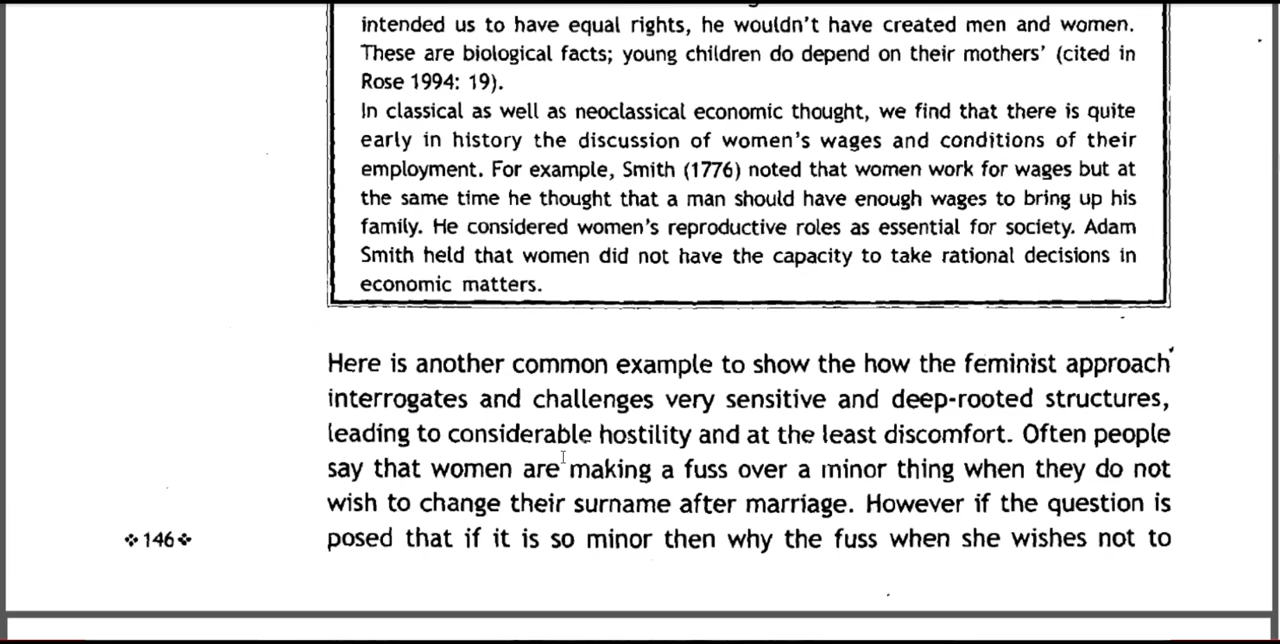 intended us to have equal rights, he wouldn't have created men and women.
These are biological facts; young children do depend on their mothers' (cited in
Rose 1994: 19).
In classical as well as neoclassical economic thought, we find that there is quite
early in history the discussion of women's wages and conditions of their
employment. For example, Smith (1776) noted that women work for wages but at
the same time he thought that a man should have enough wages to bring up his
family. He considered women's reproductive roles as essential for society. Adam
Smith held that women did not have the capacity to take rational decisions in
economic matters.
Here is another common example to show the how the feminist approach
interrogates and challenges very sensitive and deep-rooted structures,
leading to considerable hostility and at the least discomfort. Often people
say that women are making a fuss over a minor thing when they do not
wish to change their surname after marriage. However if the question is
posed that if it is so minor then why the fuss when she wishes not to
❖146❖